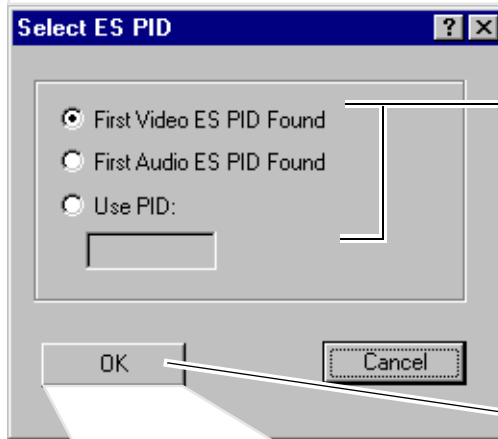 Select ES PID ? ×
First Video ES PID Found
First Audio ES PID Found
Use PID:
OK Cancel